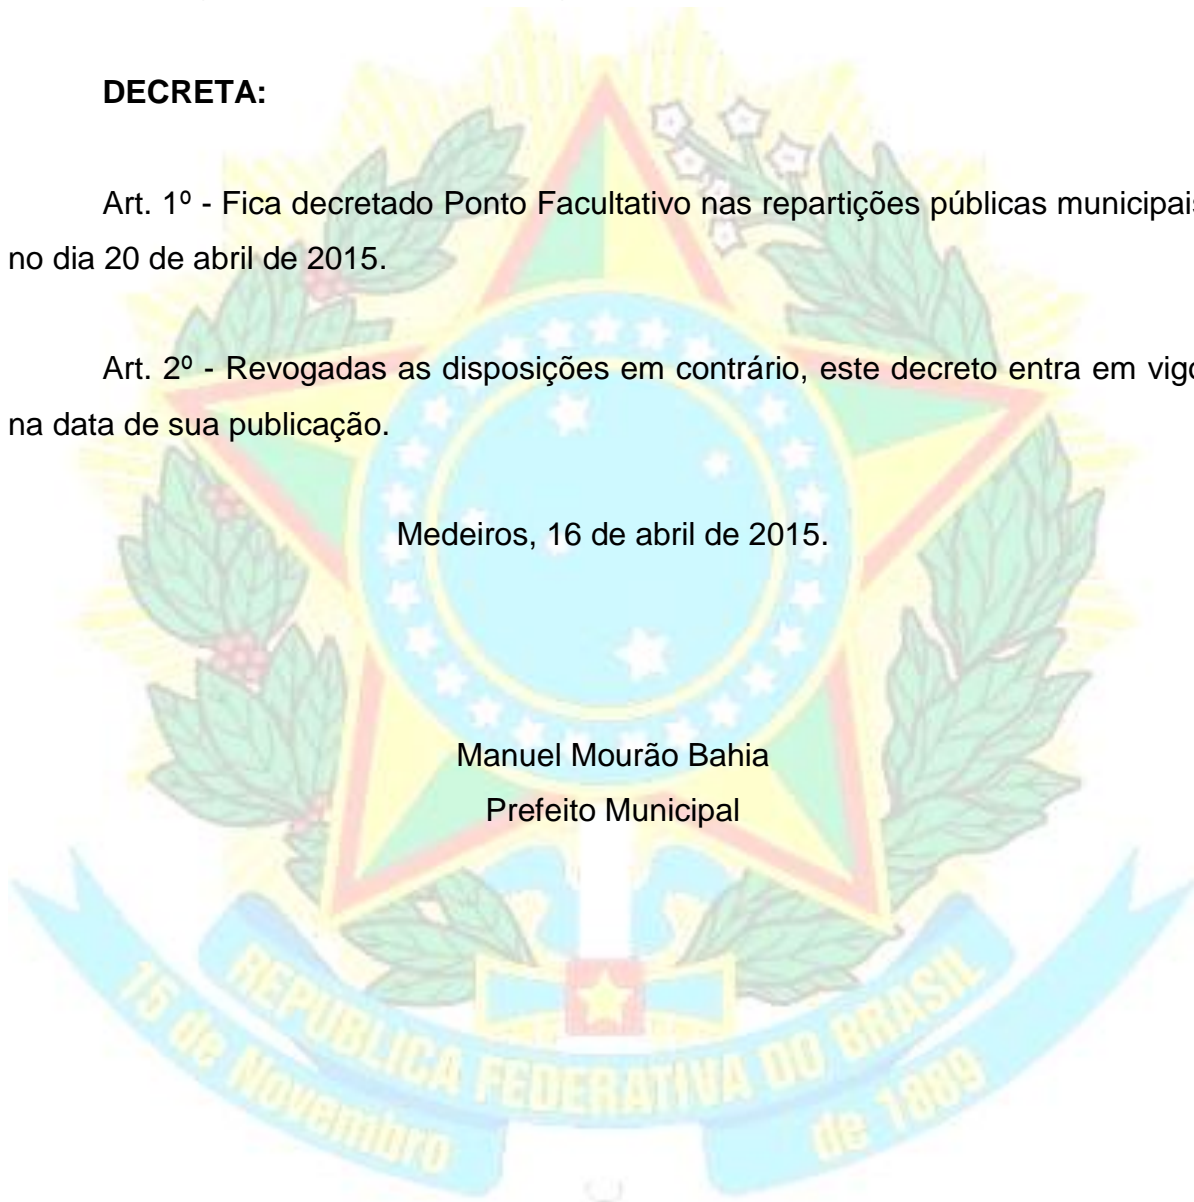 DECRETA:
Art. 1º - Fica decretado Ponto Facultativo nas repartições públicas municipais
no dia 20 de abril de 2015.
Art. 2º - Revogadas as disposições em contrário, este decreto entra em vigo
na data de sua publicação.
Medeiros, 16 de abril de 2015.
Manuel Mourão Bahia
Prefeito Municipal
REPUBLICA FEDERATIVA DO BRASIL
15 de Novembro
de 1889